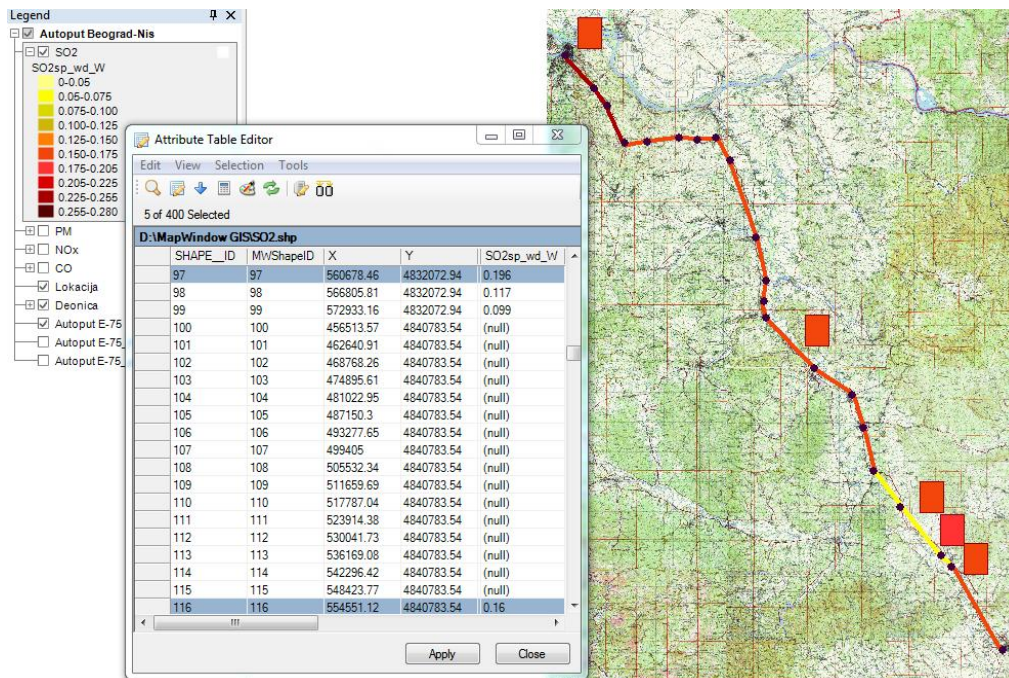 Legend
Autoput Beograd-Nis
SO2
SO2sp_wd_W
0-0.05
0.05-0.075
0.075-0.100
0.100-0.125
0.125-0.150
0.150-0.175
0.175-0.205
0.205-0.225
0.225-0.255
0.255-0.280
PM
NOx
CO
Lokacija
Deonica
Autoput E-75
Autoput E-75_
Autoput E-75_
Attribute Table Editor
Edit View Selection Tools
5 of 400 Selected
D:\MapWindow GIS\SO2.shp
SHAPE__ID MWShapeID X Y SO2sp_wd_W
97 97 560678.46 4832072.94 0.196
98 98 566805.81 4832072.94 0.117
99 99 572933.16 4832072.94 0.099
100 100 456513.57 4840783.54 (null)
101 101 462640.91 4840783.54 (null)
102 102 468768.26 4840783.54 (null)
103 103 474895.61 4840783.54 (null)
104 104 481022.95 4840783.54 (null)
105 105 487150.3 4840783.54 (null)
106 106 493277.65 4840783.54 (null)
107 107 499405 4840783.54 (null)
108 108 505532.34 4840783.54 (null)
109 109 511659.69 4840783.54 (null)
110 110 517787.04 4840783.54 (null)
111 111 523914.38 4840783.54 (null)
112 112 530041.73 4840783.54 (null)
113 113 536169.08 4840783.54 (null)
114 114 542296.42 4840783.54 (null)
115 115 548423.77 4840783.54 (null)
116 116 554551.12 4840783.54 0.16
Apply Close